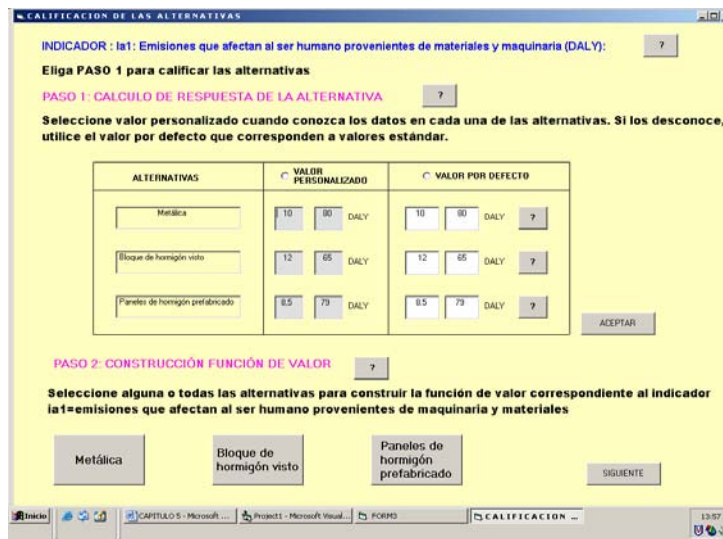 CALIFICACION DE LAS ALTERNATIVAS
INDICADOR : Ia1: Emisiones que afectan al ser humano provenientes de materiales y maquinaria (DALY): ?
Eliga PASO 1 para calificar las alternativas
PASO 1: CALCULO DE RESPUESTA DE LA ALTERNATIVA ?
Seleccione valor personalizado cuando conozca los datos en cada una de las alternativas. Si los desconoce,
utilice el valor por defecto que corresponden a valores estándar.
ALTERNATIVAS VALOR PERSONALIZADO VALOR POR DEFECTO
Metálica 10 80 DALY 10 80 DALY ?
Bloque de hormigón visto 12 65 DALY 12 65 DALY ?
Paneles de hormigón prefabricado 8.5 79 DALY 8.5 79 DALY ?
ACEPTAR
PASO 2: CONSTRUCCIÓN FUNCIÓN DE VALOR ?
Seleccione alguna o todas las alternativas para construir la función de valor correspondiente al indicador
ia1=emisiones que afectan al ser humano provenientes de maquinaria y materiales
Metálica
Bloque de
hormigón visto
Paneles de
hormigón
prefabricado
SIGUIENTE
Inicio CAPITULO 5 - Microsoft ... Project1 - Microsoft Visual... FORM3 CALIFICACION ... 13:57